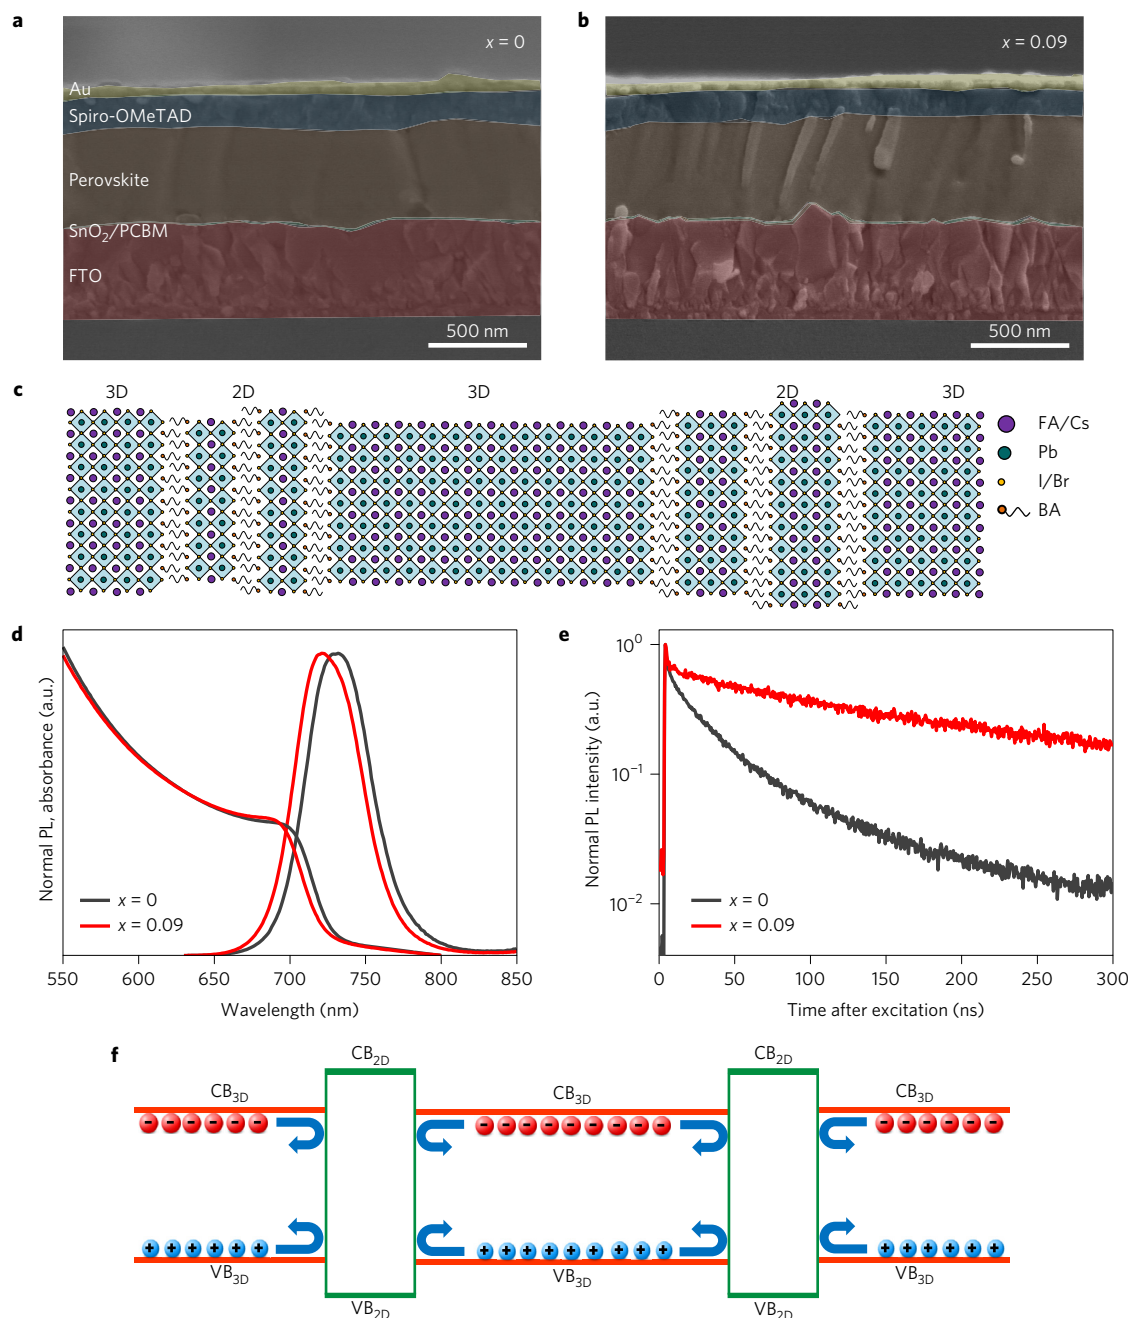 a
x = 0
Au
Spiro-OMeTAD
Perovskite
SnO₂/PCBM
FTO
500 nm
b
x = 0.09
500 nm
c
3D 2D 3D 2D 3D
FA/Cs
Pb
I/Br
BA
d
Normal PL, absorbance (a.u.)
x = 0
x = 0.09
550 600 650 700 750 800 850
Wavelength (nm)
e
Normal PL intensity (a.u.)
10⁰
10⁻¹
10⁻²
x = 0
x = 0.09
0 50 100 150 200 250 300
Time after excitation (ns)
f
CB₂D CB₂D
CB₃D CB₃D CB₃D
VB₃D VB₃D VB₃D
VB₂D VB₂D